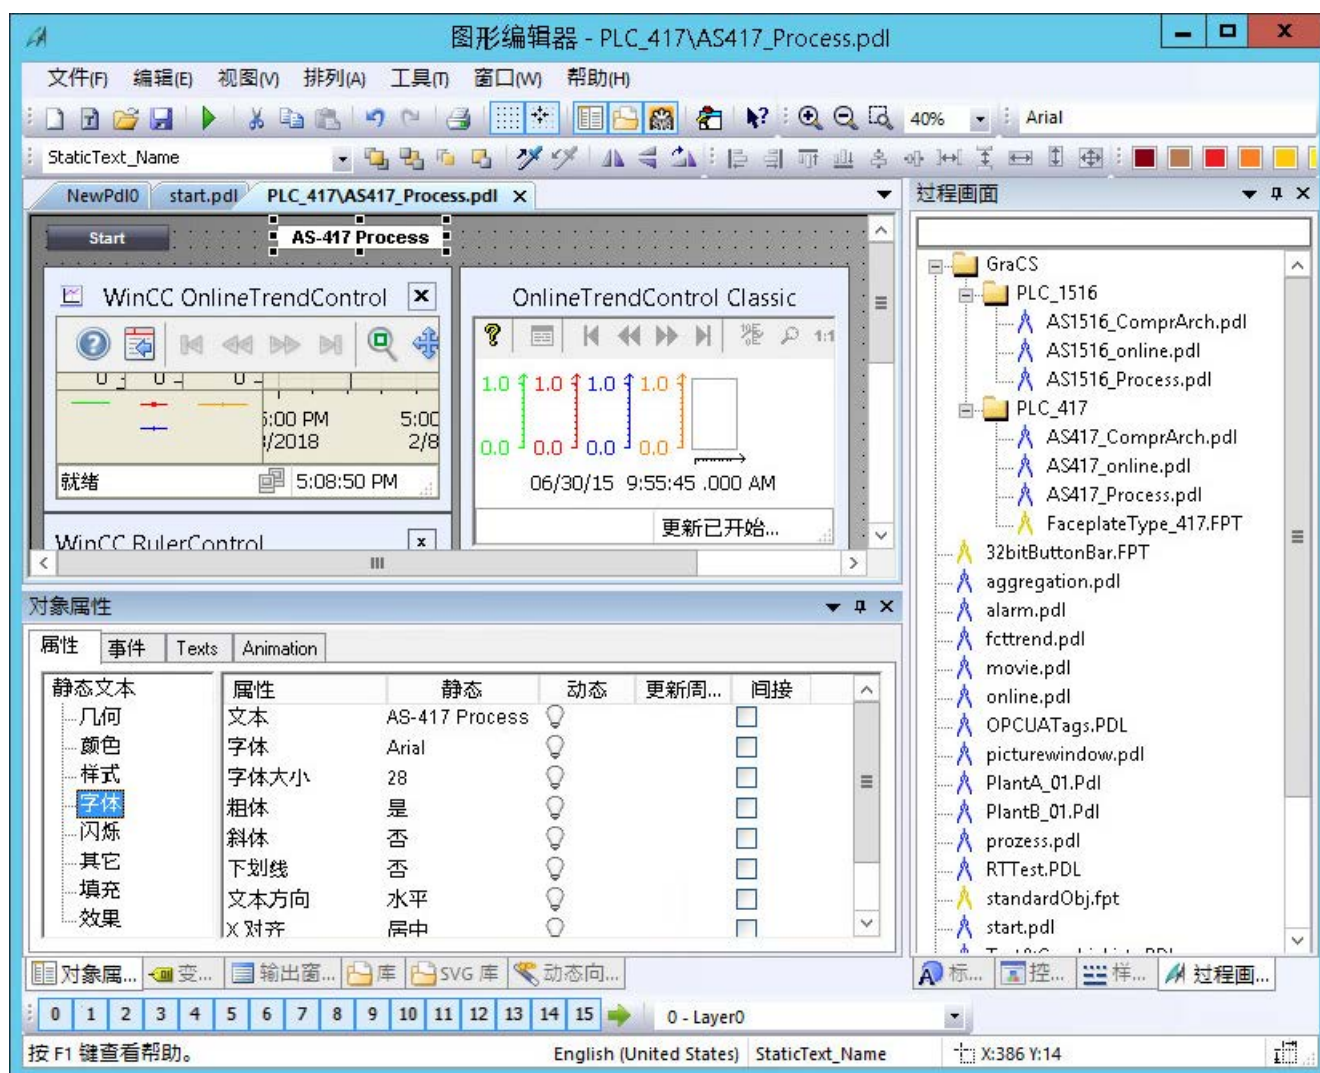 图形编辑器 - PLC_417\AS417_Process.pdl
文件(F) 编辑(E) 视图(V) 排列(A) 工具(T) 窗口(W) 帮助(H)
40% Arial
StaticText_Name
NewPdl0 start.pdl PLC_417\AS417_Process.pdl
Start AS-417 Process
WinCC OnlineTrendControl
0 0 0
5:00 PM 5:00
/2018 2/8
就绪 5:08:50 PM
WinCC RulerControl
OnlineTrendControl Classic
1:1
1.0 1.0 1.0 1.0
0.0 0.0 0.0 0.0
06/30/15 9:55:45 .000 AM
更新已开始...
过程画面
GraCS
PLC_1516
AS1516_ComprArch.pdl
AS1516_online.pdl
AS1516_Process.pdl
PLC_417
AS417_ComprArch.pdl
AS417_online.pdl
AS417_Process.pdl
FaceplateType_417.FPT
32bitButtonBar.FPT
aggregation.pdl
alarm.pdl
fcttrend.pdl
movie.pdl
online.pdl
OPCUATags.PDL
picturewindow.pdl
PlantA_01.Pdl
PlantB_01.Pdl
prozess.pdl
RTTest.PDL
standardObj.fpt
start.pdl
对象属性
属性 事件 Texts Animation
静态文本
几何
颜色
样式
字体
闪烁
其它
填充
效果
属性 静态 动态 更新周... 间接
文本 AS-417 Process
字体 Arial
字体大小 28
粗体 是
斜体 否
下划线 否
文本方向 水平
X 对齐 居中
对象属... 变... 输出窗... 库 SVG 库 动态向...
标... 控... 样... 过程画...
0 1 2 3 4 5 6 7 8 9 10 11 12 13 14 15 0 - Layer0
按 F1 键查看帮助。 English (United States) StaticText_Name X:386 Y:14